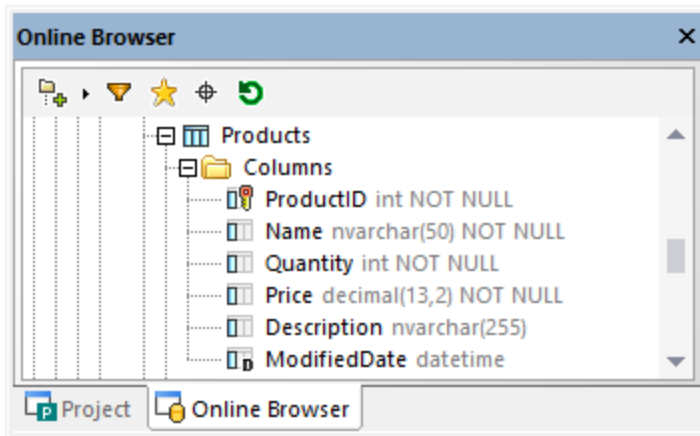 Online Browser
Products
Columns
ProductID int NOT NULL
Name nvarchar(50) NOT NULL
Quantity int NOT NULL
Price decimal(13,2) NOT NULL
Description nvarchar(255)
ModifiedDate datetime
Project Online Browser